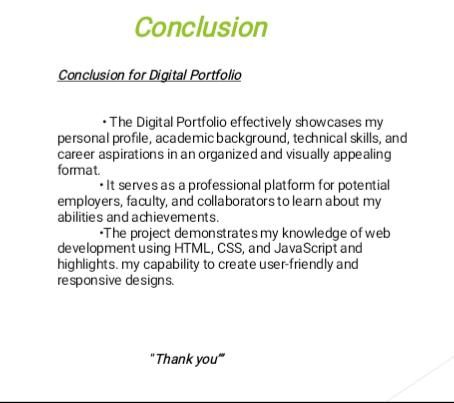 Conclusion
Conclusion for Digital Portfolio
• The Digital Portfolio effectively showcases my
personal profile, academic background, technical skills, and
career aspirations in an organized and visually appealing
format.
• It serves as a professional platform for potential
employers, faculty, and collaborators to learn about my
abilities and achievements.
•The project demonstrates my knowledge of web
development using HTML, CSS, and JavaScript and
highlights. my capability to create user-friendly and
responsive designs.
"Thank you'"